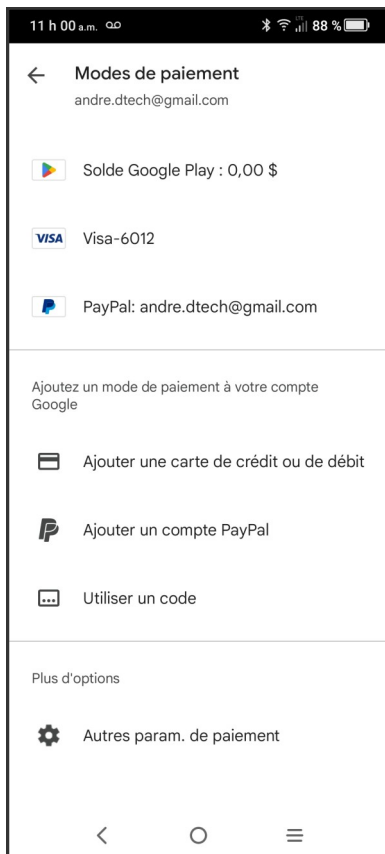 11 h 00 a.m.
LTE
88 %
Modes de paiement
andre.dtech@gmail.com
Solde Google Play : 0,00 $
VISA
Visa-6012
PayPal: andre.dtech@gmail.com
Ajoutez un mode de paiement à votre compte
Google
Ajouter une carte de crédit ou de débit
Ajouter un compte PayPal
Utiliser un code
Plus d'options
Autres param. de paiement